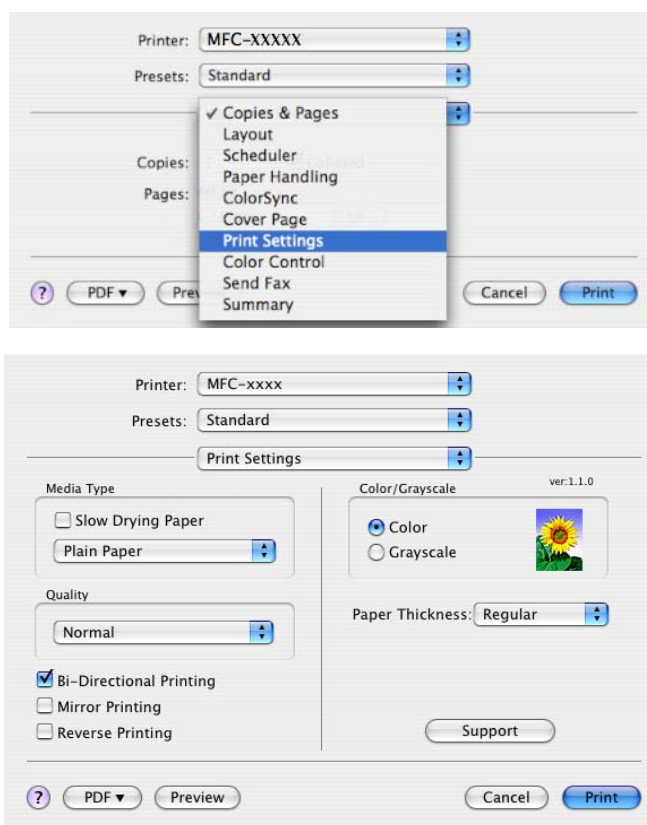 Printer: MFC-XXXXX
Presets: Standard
✓ Copies & Pages
Layout
Scheduler
Copies:
Paper Handling
Pages:
ColorSync
Cover Page
Print Settings
Color Control
Send Fax
Summary
? PDF▼ Prev Cancel Print
Printer: MFC-xxxx
Presets: Standard
Print Settings
Media Type
Slow Drying Paper
Plain Paper
Quality
Normal
Bi-Directional Printing
Mirror Printing
Reverse Printing
Color/Grayscale ver:1.1.0
Color
Grayscale
Paper Thickness: Regular
Support
? PDF▼ Preview Cancel Print